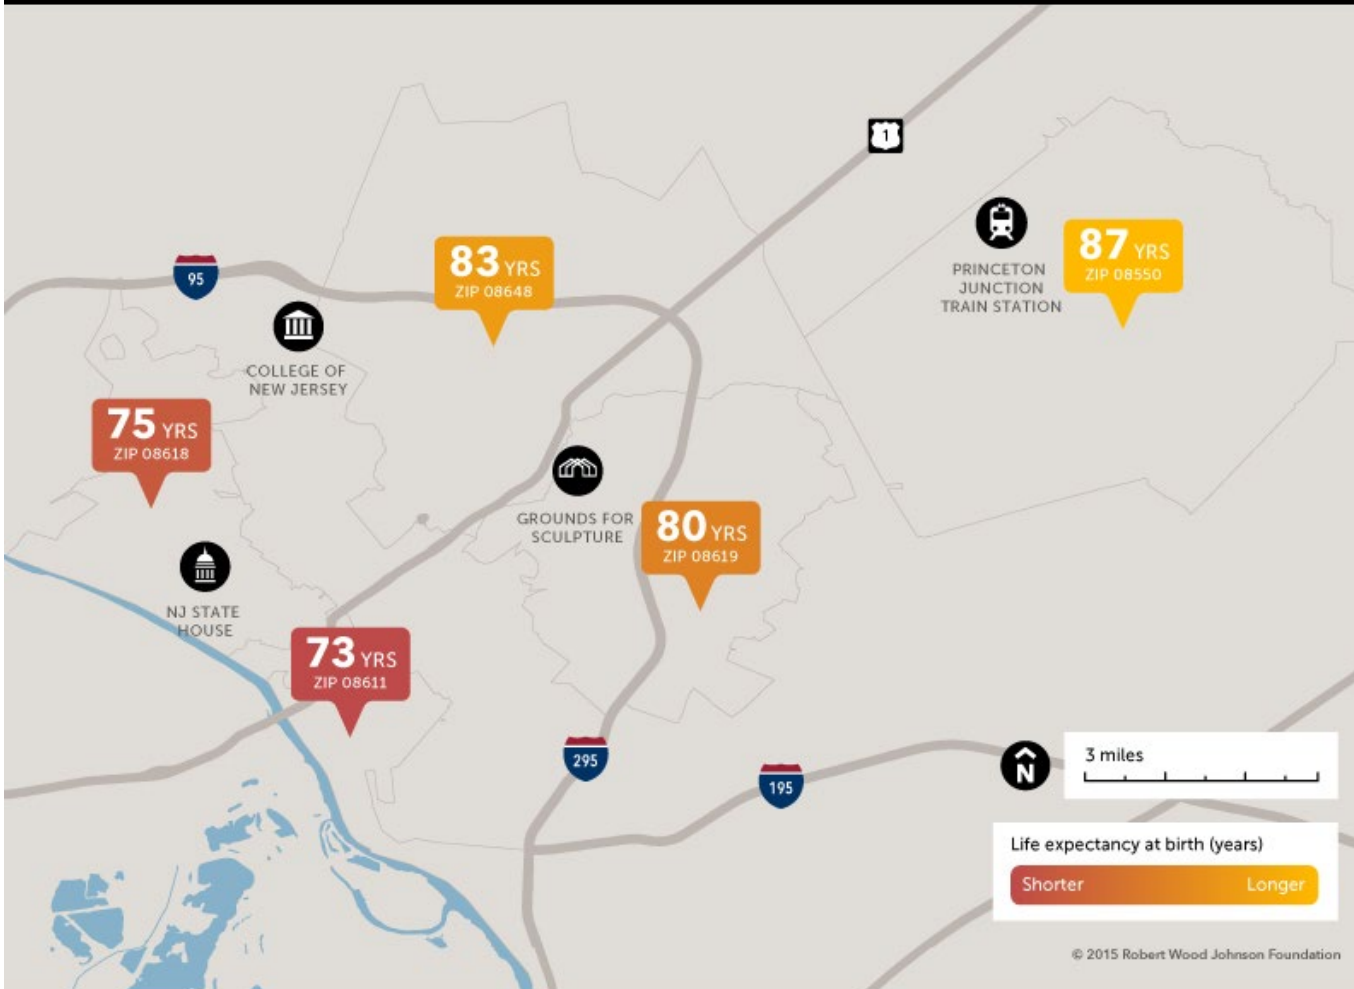 1
95
83 YRS
ZIP 08648
PRINCETON
JUNCTION
TRAIN STATION
87 YRS
ZIP 08550
COLLEGE OF
NEW JERSEY
75 YRS
ZIP 08618
GROUNDS FOR
SCULPTURE
80 YRS
ZIP 08619
NJ STATE
HOUSE
73 YRS
ZIP 08611
295
195
N
3 miles
Life expectancy at birth (years)
Shorter Longer
© 2015 Robert Wood Johnson Foundation